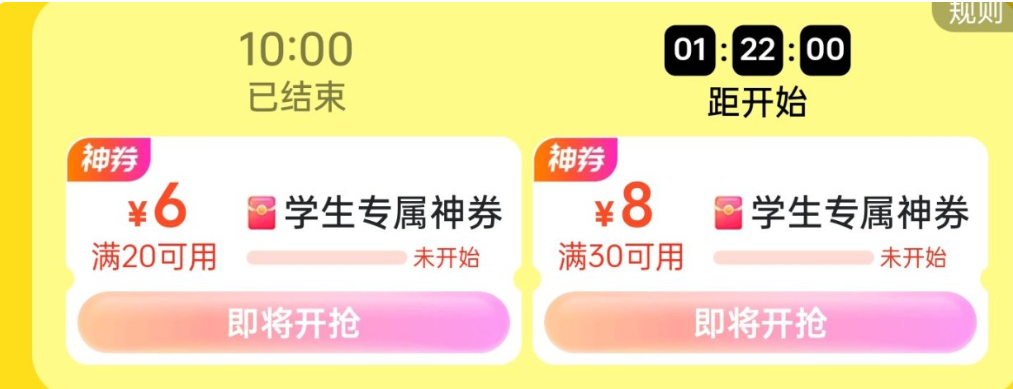 规则
10:00
已结束
01:22:00
距开始
神券
¥6
满20可用
学生专属神券
未开始
即将开抢
神券
¥8
满30可用
学生专属神券
未开始
即将开抢